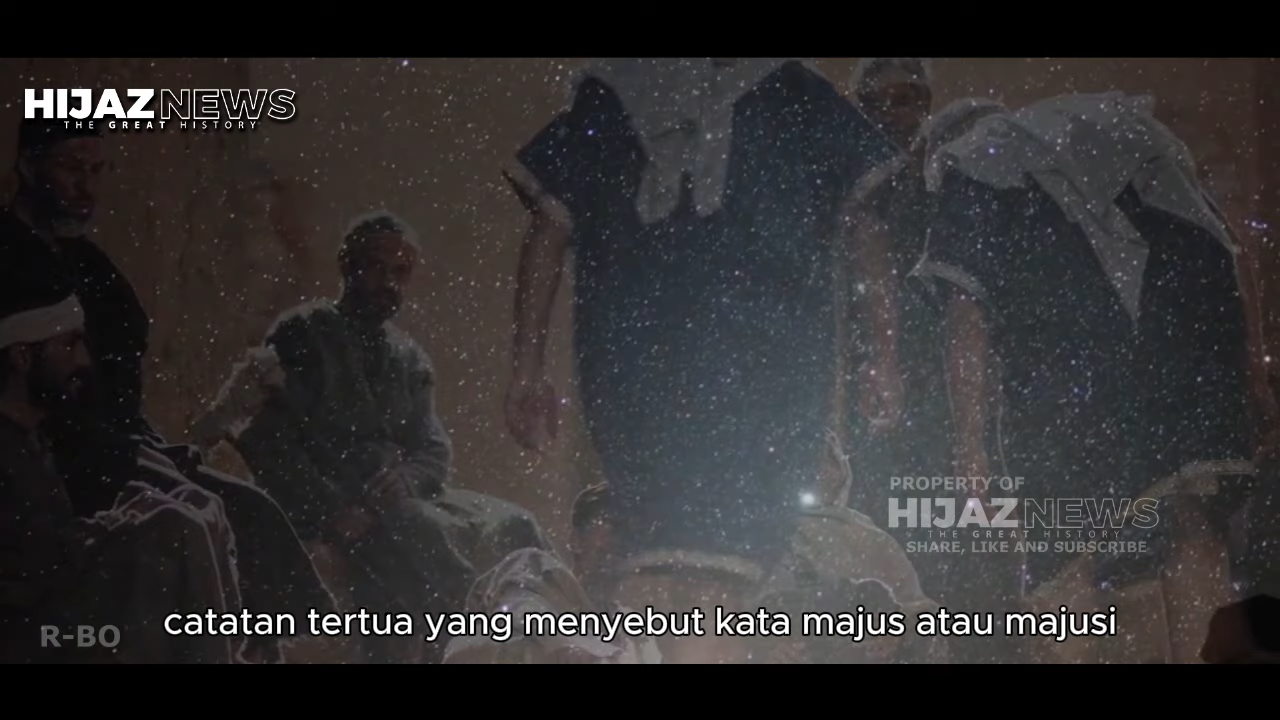 HIJAZNEWS
THE GREAT HISTORY
PROPERTY OF
HIJAZNEWS
THE GREAT HISTORY
SHARE, LIKE AND SUBSCRIBE
catatan tertua yang menyebut kata majus atau majusi
R-BO